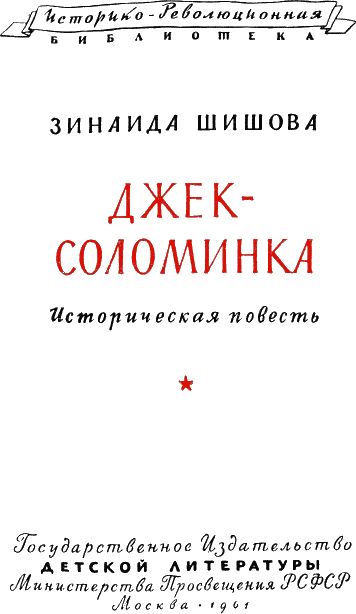 Историко-Революционная
БИБЛИОТЕКА
ЗИНАИДА ШИШОВА
ДЖЕК-
СОЛОМИНКА
Историческая повесть
Государственное Издательство
ДЕТСКОЙ ЛИТЕРАТУРЫ
Министерства Просвещения РСФСР
Москва · 1961